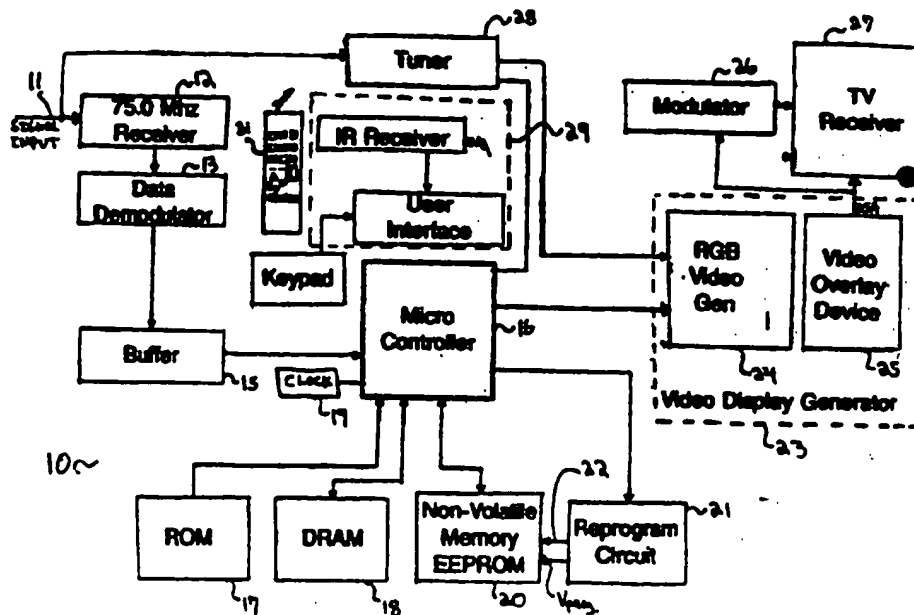 28
Tuner
27
TV
Receiver
26
Modulator
11
SIGNAL
INPUT
12
75.0 Mhz
Receiver
IR Receiver
29
User
Interface
13
Data
Demodulator
Keypad
Micro
Controller
16
RGB
Video
Gen
24
Video
Overlay
Device
25
Video Display Generator
23
Buffer
15
CLOCK
19
10
ROM
17
DRAM
18
Non-Volatile
Memory
EEPROM
20
22
Vprog
Reprogram
Circuit
21